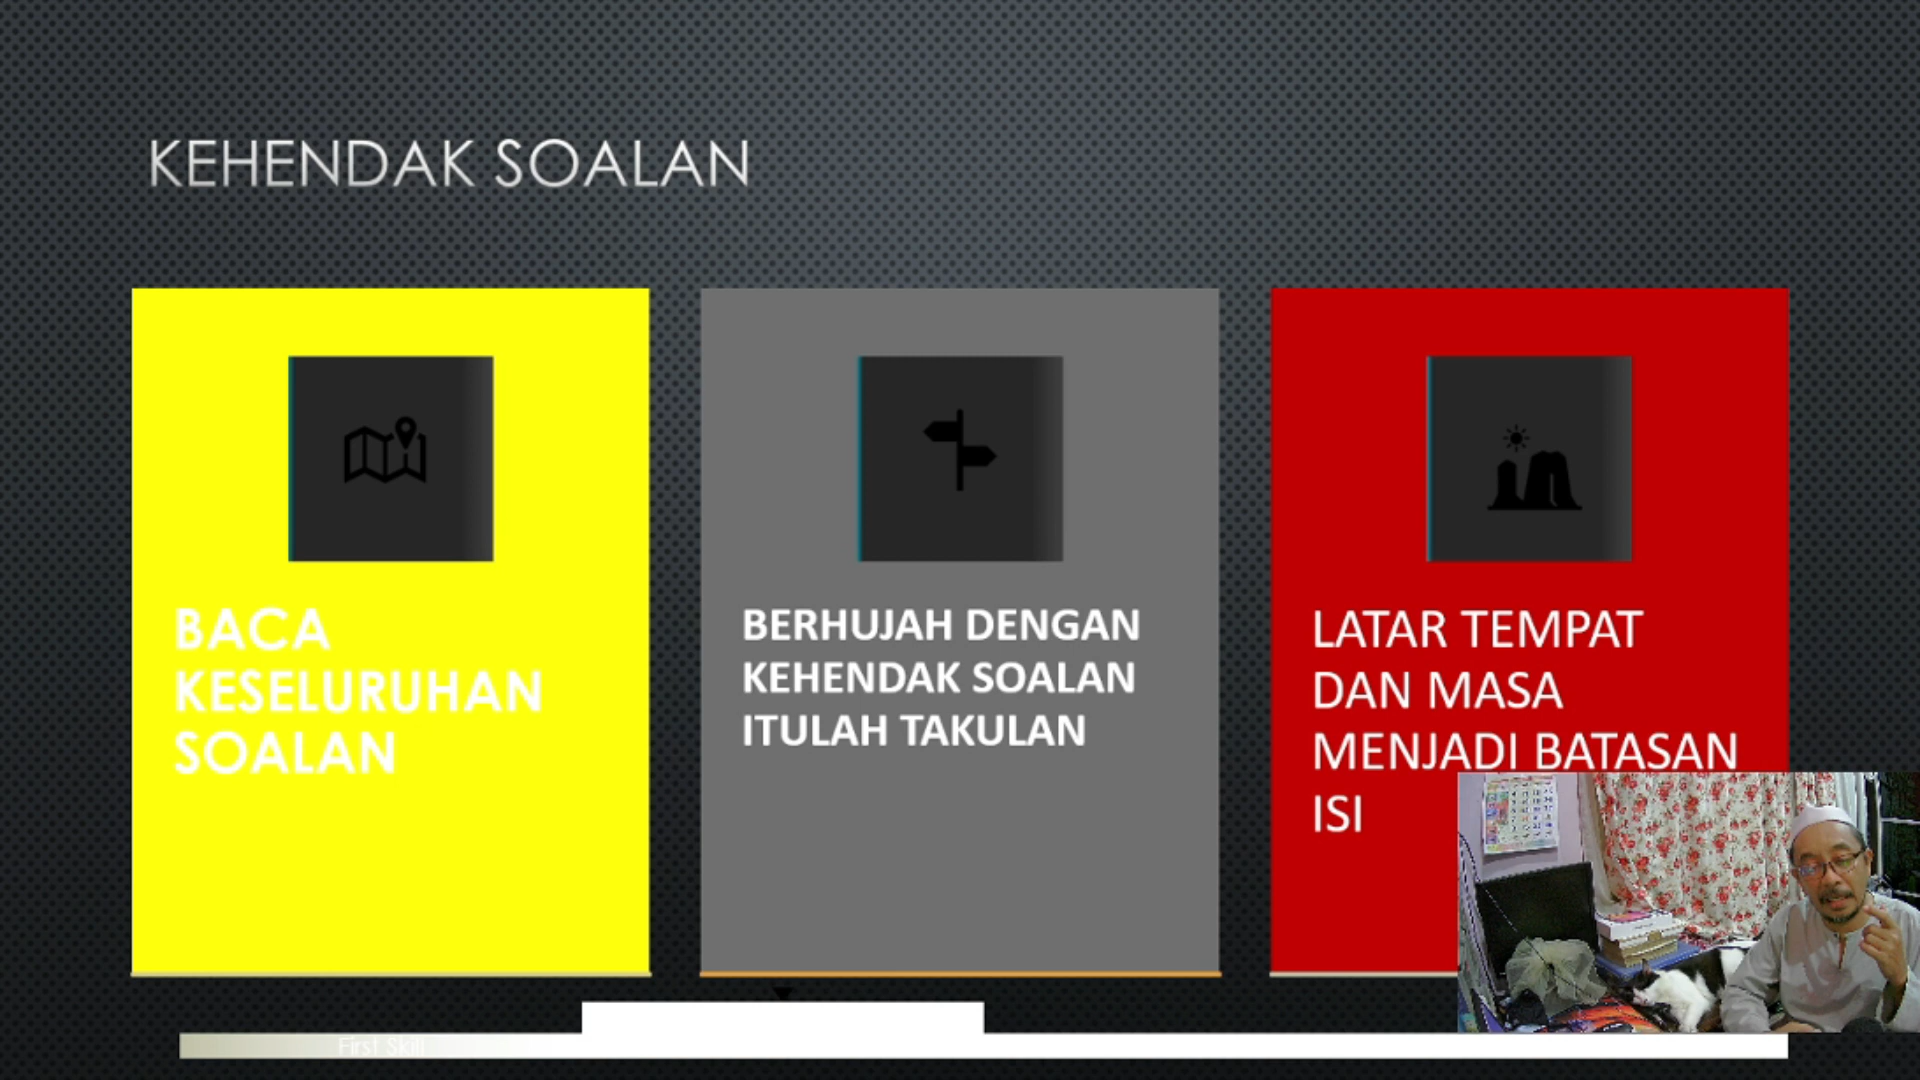 KEHENDAK SOALAN
BACA
KESELURUHAN
SOALAN
BERHUJAH DENGAN
KEHENDAK SOALAN
ITULAH TAKULAN
LATAR TEMPAT
DAN MASA
MENJADI BATASAN
ISI
First Skill